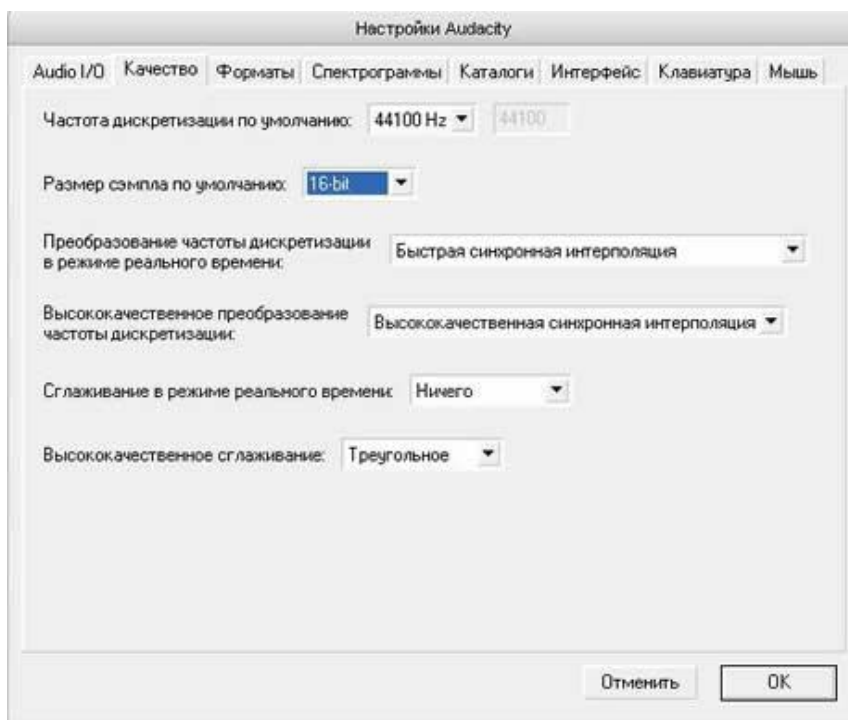 Настройки Audacity
Audio I/O Качество Форматы Спектрограммы Каталоги Интерфейс Клавиатура Мышь
Частота дискретизации по умолчанию: 44100 Hz 44100
Размер сэмпла по умолчанию: 16-bit
Преобразование частоты дискретизации
в режиме реального времени: Быстрая синхронная интерполяция
Высококачественное преобразование
частоты дискретизации: Высококачественная синхронная интерполяция
Сглаживание в режиме реального времени: Ничего
Высококачественное сглаживание: Треугольное
Отменить OK